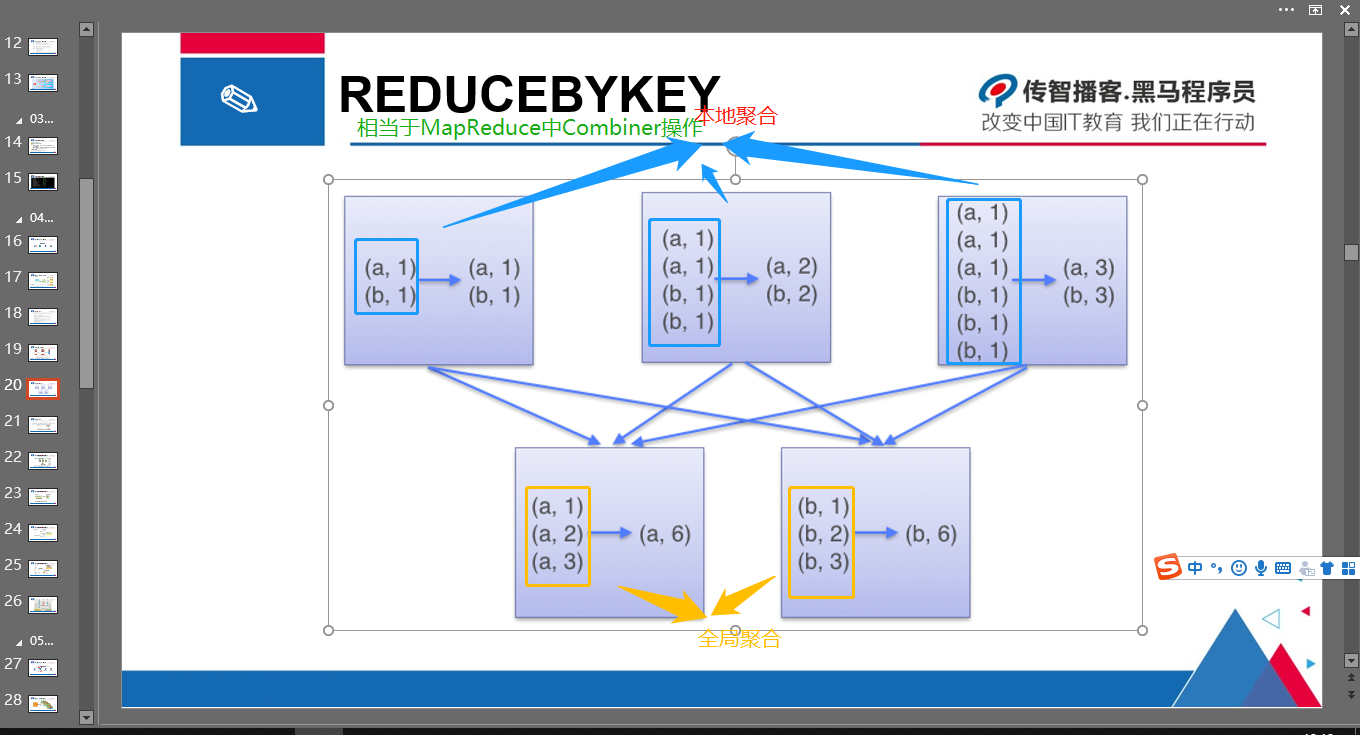 12
13
03...
14
15
04...
16
17
18
19
20
21
22
23
24
25
26
05...
27
28
REDUCEBYKEY
本地聚合
相当于MapReduce中Combiner操作
传智播客.黑马程序员
改变中国IT教育 我们正在行动
(a, 1)
(b, 1)
(a, 1)
(b, 1)
(a, 1)
(a, 1)
(b, 1)
(b, 1)
(a, 2)
(b, 2)
(a, 1)
(a, 1)
(a, 1)
(b, 1)
(b, 1)
(b, 1)
(a, 3)
(b, 3)
(a, 1)
(a, 2)
(a, 3)
(a, 6)
(b, 1)
(b, 2)
(b, 3)
(b, 6)
全局聚合
S中